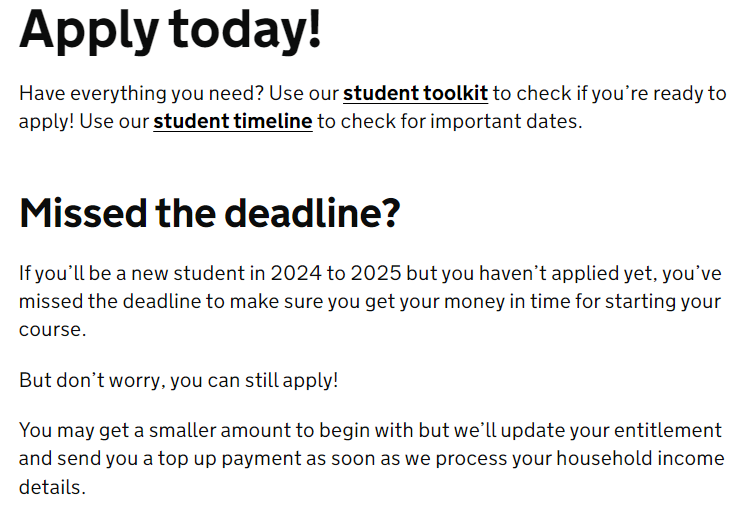 Apply today!
Have everything you need? Use our student toolkit to check if you’re ready to
apply! Use our student timeline to check for important dates.
Missed the deadline?
If you’ll be a new student in 2024 to 2025 but you haven’t applied yet, you’ve
missed the deadline to make sure you get your money in time for starting your
course.
But don’t worry, you can still apply!
You may get a smaller amount to begin with but we’ll update your entitlement
and send you a top up payment as soon as we process your household income
details.